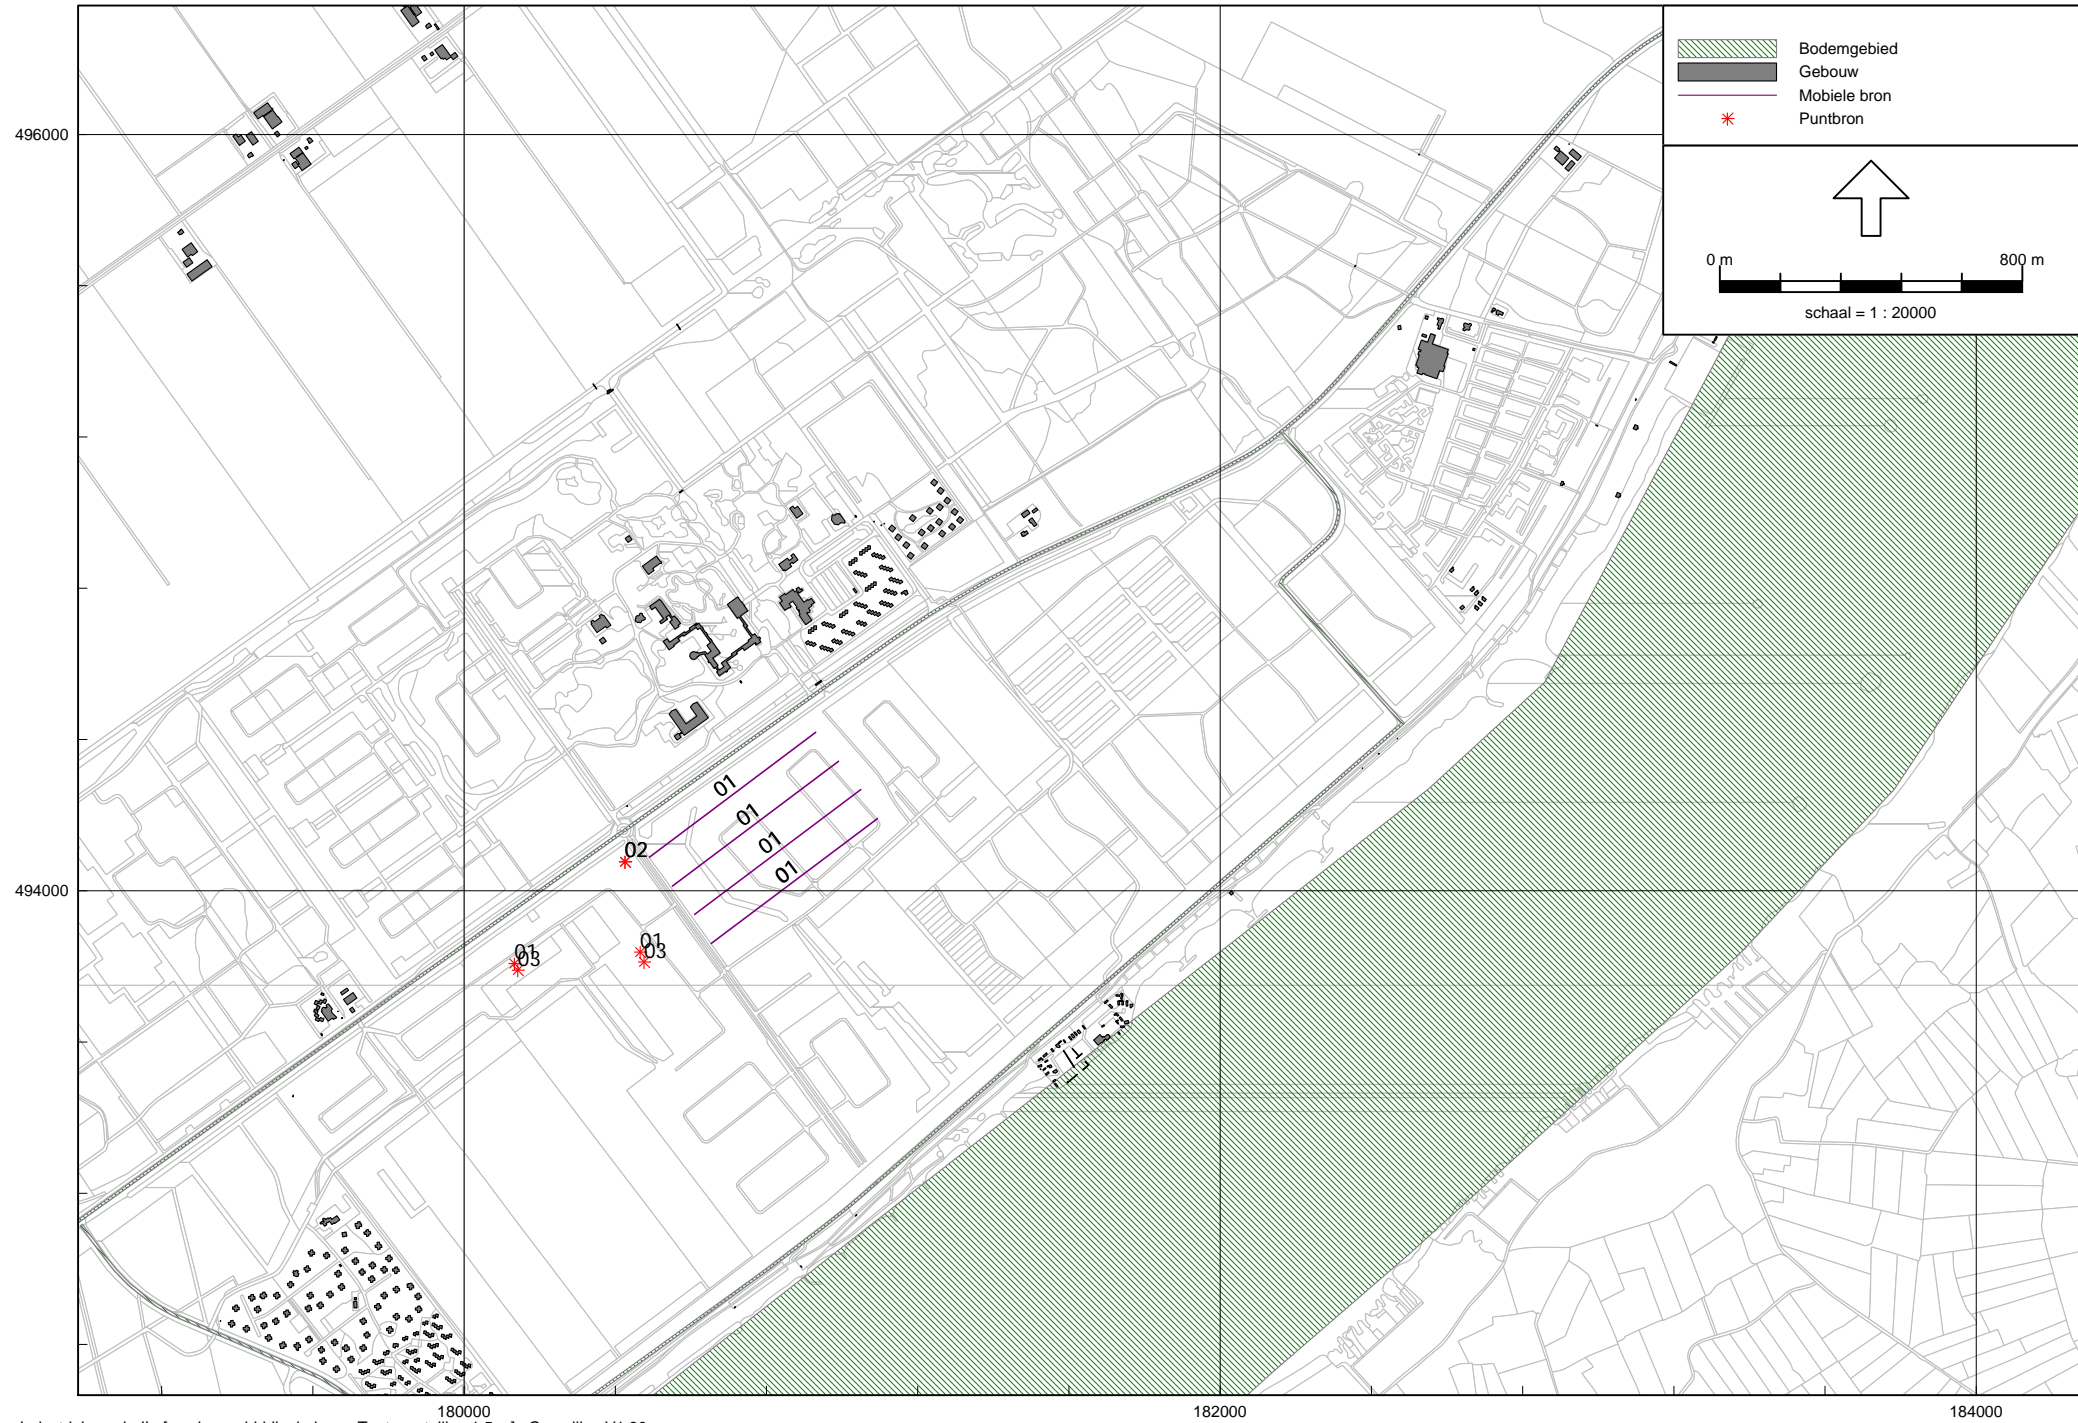 Bodemgebied
Gebouw
Mobiele bron
Puntbron
496000
0 m 800 m
schaal = 1 : 20000
01
01
01
01
02
494000
01
03
01
03
180000 182000 184000